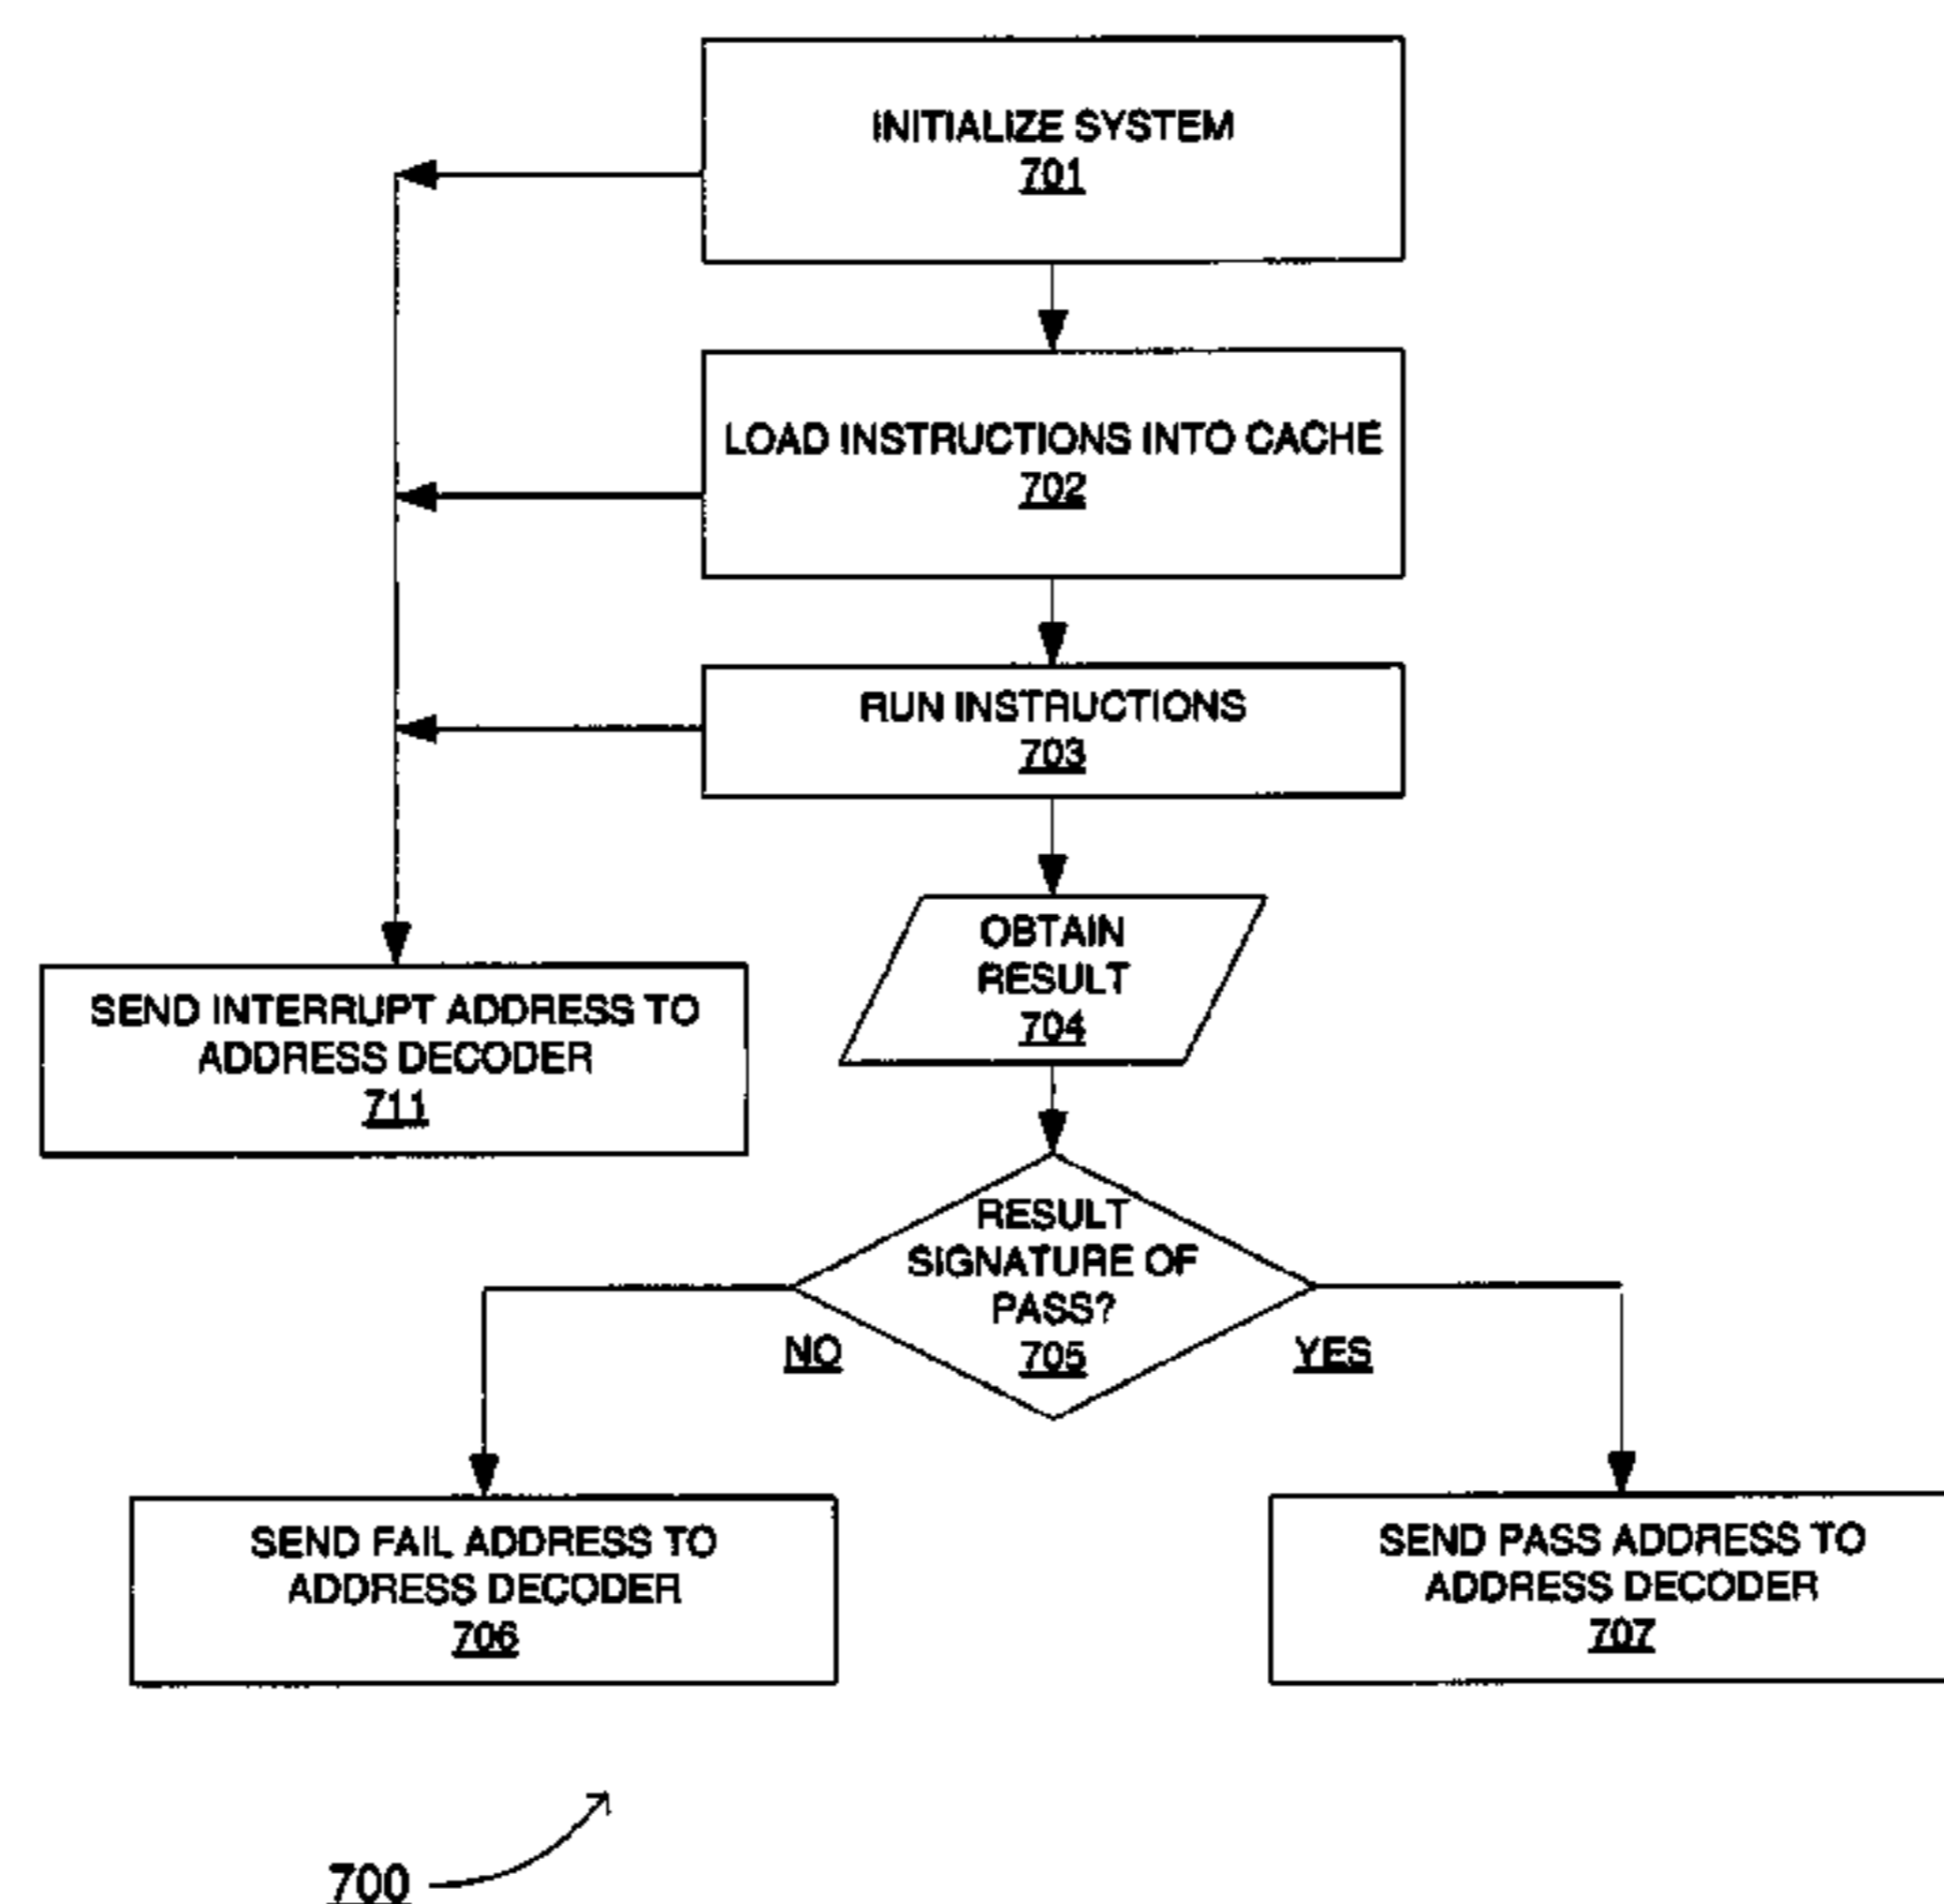 INITIALIZE SYSTEM
701
LOAD INSTRUCTIONS INTO CACHE
702
RUN INSTRUCTIONS
703
OBTAIN
RESULT
704
SEND INTERRUPT ADDRESS TO
ADDRESS DECODER
711
RESULT
SIGNATURE OF
PASS?
705
NO
YES
SEND FAIL ADDRESS TO
ADDRESS DECODER
706
SEND PASS ADDRESS TO
ADDRESS DECODER
707
700